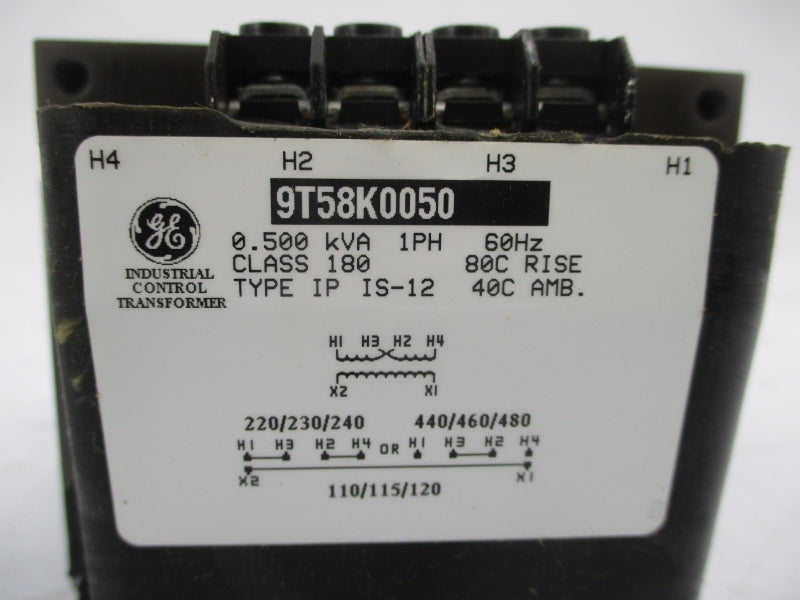 H4 H2 H3 H1
9T58K0050
GE
0.500 kVA 1PH 60Hz
CLASS 180 80C RISE
TYPE IP IS-12 40C AMB.
INDUSTRIAL
CONTROL
TRANSFORMER
H1 H3 H2 H4
X2 X1
220/230/240 440/460/480
H1 H3 H2 H4 OR H1 H3 H2 H4
X2 X1
110/115/120